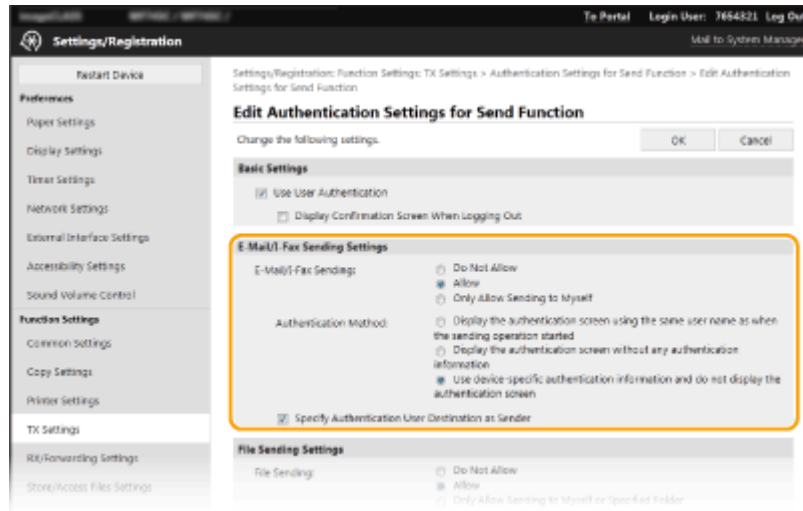 To Portal Login User: 7654321 Log Ou
Settings/Registration
Mail to System Manage
Restart Device
Preferences
Paper Settings
Display Settings
Timer Settings
Network Settings
External Interface Settings
Accessibility Settings
Sound Volume Control
Function Settings
Common Settings
Copy Settings
Printer Settings
TX Settings
RX/Forwarding Settings
Store/Access Files Settings
Settings/Registration: Function Settings: TX Settings > Authentication Settings for Send Function > Edit Authentication
Settings for Send Function
Edit Authentication Settings for Send Function
Change the following settings.
OK
Cancel
Basic Settings
Use User Authentication
Display Confirmation Screen When Logging Out
E-Mail/I-Fax Sending Settings
E-Mail/I-Fax Sending:
Do Not Allow
Allow
Only Allow Sending to Myself
Authentication Method:
Display the authentication screen using the same user name as when
the sending operation started
Display the authentication screen without any authentication
information
Use device-specific authentication information and do not display the
authentication screen
Specify Authentication User Destination as Sender
File Sending Settings
File Sending:
Do Not Allow
Allow
Only Allow Sending to Myself or Specified Folder